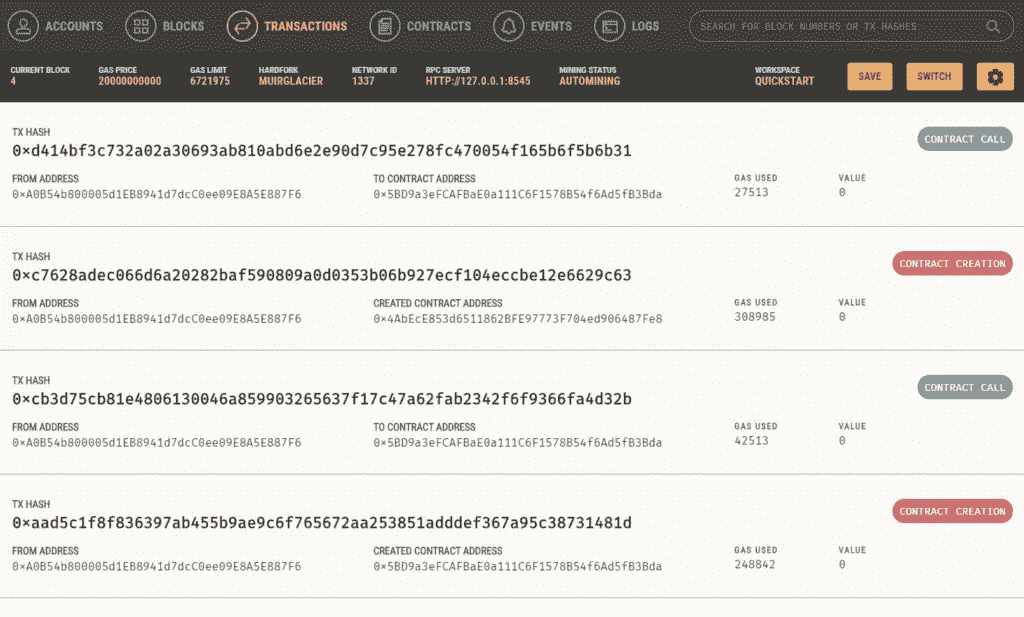 ACCOUNTS BLOCKS TRANSACTIONS CONTRACTS EVENTS LOGS SEARCH FOR BLOCK NUMBERS OR TX HASHES
CURRENT BLOCK GAS PRICE GAS LIMIT HARDFORK NETWORK ID RPC SERVER MINING STATUS WORKSPACE
4 20000000000 6721975 MUIRGLACIER 1337 HTTP://127.0.0.1:8545 AUTOMINING QUICKSTART SAVE SWITCH
TX HASH
0×d414bf3c732a02a30693ab810abd6e2e90d7c95e278fc470054f165b6f5b6b31 CONTRACT CALL
FROM ADDRESS TO CONTRACT ADDRESS GAS USED VALUE
0×A0B54b800005d1EB8941d7dcC0ee09E8A5E887F6 0×5BD9a3eFCAFBaE0a111C6F1578B54f6Ad5fB3Bda 27513 0
TX HASH
0×c7628adec066d6a20282baf590809a0d0353b06b927ecf104eccbe12e6629c63 CONTRACT CREATION
FROM ADDRESS CREATED CONTRACT ADDRESS GAS USED VALUE
0×A0B54b800005d1EB8941d7dcC0ee09E8A5E887F6 0×4AbEcE853d6511862BFE97773F704ed906487Fe8 308985 0
TX HASH
0×cb3d75cb81e4806130046a859903265637f17c47a62fab2342f6f9366fa4d32b CONTRACT CALL
FROM ADDRESS TO CONTRACT ADDRESS GAS USED VALUE
0×A0B54b800005d1EB8941d7dcC0ee09E8A5E887F6 0×5BD9a3eFCAFBaE0a111C6F1578B54f6Ad5fB3Bda 42513 0
TX HASH
0×aad5c1f8f836397ab455b9ae9c6f765672aa253851adddef367a95c38731481d CONTRACT CREATION
FROM ADDRESS CREATED CONTRACT ADDRESS GAS USED VALUE
0×A0B54b800005d1EB8941d7dcC0ee09E8A5E887F6 0×5BD9a3eFCAFBaE0a111C6F1578B54f6Ad5fB3Bda 248842 0